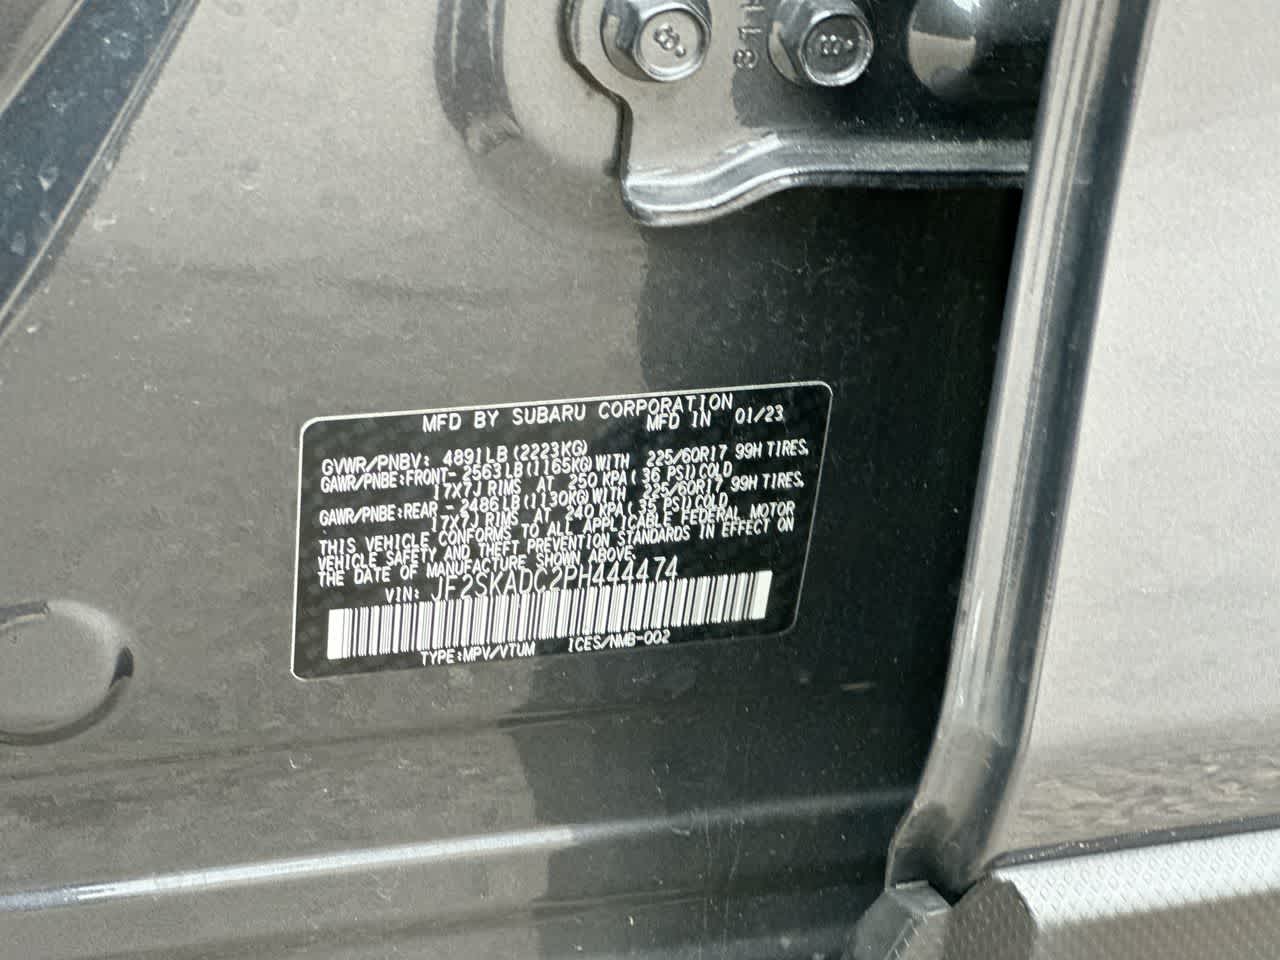 811
8.
8.
MFD BY SUBARU CORPORATION
MFD IN 01/23
GVWR/PNBV: 4891LB(2223KG)
GAWR/PNBE:FRONT- 2563LB(1165KG)WITH 225/60R17 99H TIRES,
17X7J RIMS AT 250 KPA( 36 PSI)COLD
GAWR/PNBE:REAR - 2486LB(1130KG)WITH 225/60R17 99H TIRES,
17X7J RIMS AT 240 KPA( 35 PSI)COLD
THIS VEHICLE CONFORMS TO ALL APPLICABLE FEDERAL MOTOR
VEHICLE SAFETY AND THEFT PREVENTION STANDARDS IN EFFECT ON
THE DATE OF MANUFACTURE SHOWN ABOVE.
VIN: JF2SKADC2PH444474
TYPE:MPV/VTUM ICES/NMB-002